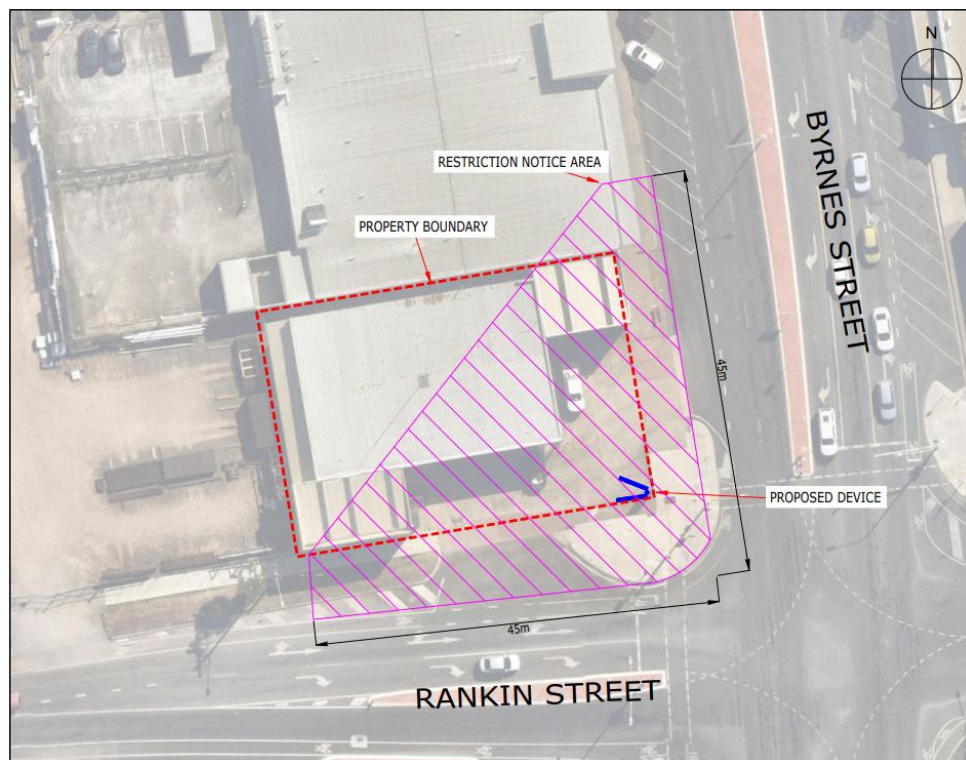 N
RESTRICTION NOTICE AREA
BYRNES STREET
PROPERTY BOUNDARY
45m
PROPOSED DEVICE
45m
RANKIN STREET